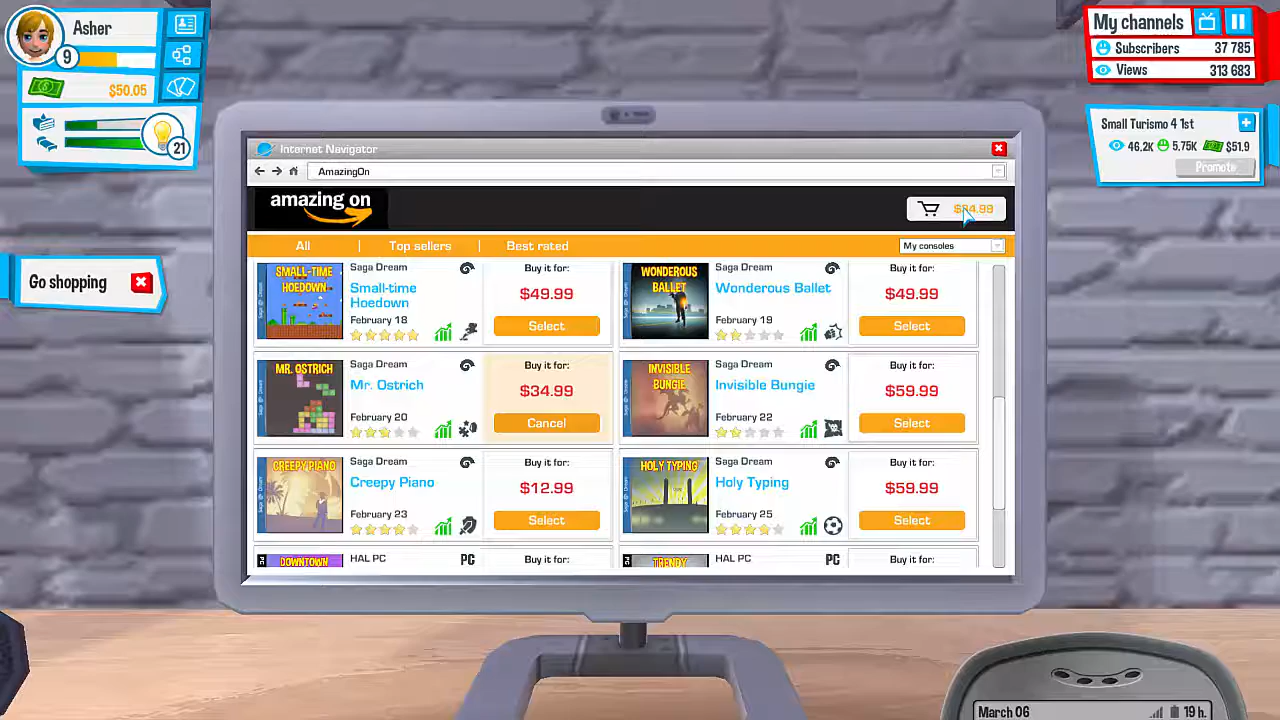 Asher
9
$50.05
21
My channels
Subscribers 37 785
Views 313 683
Small Turismo 4 1st
46.2K 5.75K $51.9
Promote
Go shopping
Internet Navigator
AmazingOn
amazing on
$34.99
All | Top sellers | Best rated
My consoles
SMALL-TIME
HOEDOWN
Saga Dream
Small-time
Hoedown
February 18
Buy it for:
$49.99
Select
WONDEROUS
BALLET
Saga Dream
Wonderous Ballet
February 19
Buy it for:
$49.99
Select
MR. OSTRICH
Saga Dream
Mr. Ostrich
February 20
Buy it for:
$34.99
Cancel
INVISIBLE
BUNGIE
Saga Dream
Invisible Bungie
February 22
Buy it for:
$59.99
Select
CREEPY PIANO
Saga Dream
Creepy Piano
February 23
Buy it for:
$12.99
Select
HOLY TYPING
Saga Dream
Holy Typing
February 25
Buy it for:
$59.99
Select
DOWNTOWN
HAL PC
PC
Buy it for:
TRENDY
HAL PC
PC
Buy it for:
March 06
19 h.